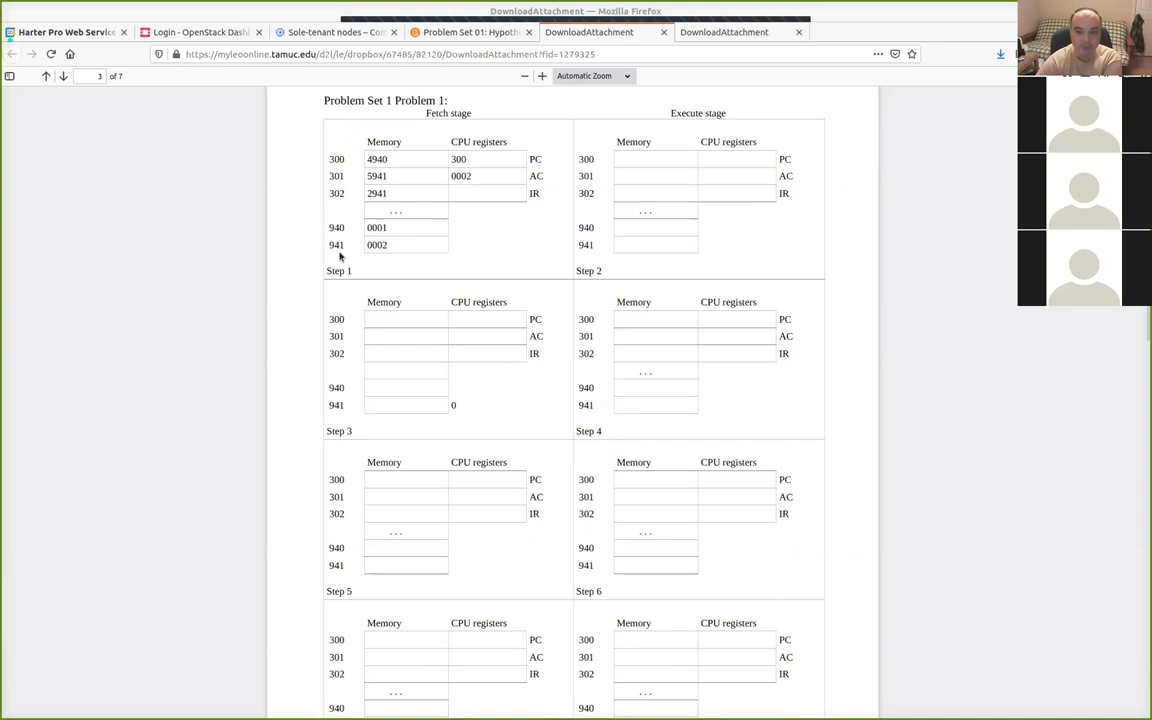 DownloadAttachment — Mozilla Firefox
Harter Pro Web Service
Login - OpenStack Dashl
Sole-tenant nodes – Com
Problem Set 01: Hypoth
DownloadAttachment
DownloadAttachment
https://myleoonline.tamuc.edu/d2l/le/dropbox/67485/82120/DownloadAttachment?fid=1279325
3 of 7
Automatic Zoom
Problem Set 1 Problem 1:
Fetch stage Execute stage
Memory CPU registers Memory CPU registers
300 4940 300 PC 300 PC
301 5941 0002 AC 301 AC
302 2941 IR 302 IR
... ...
940 0001 940
941 0002 941
Step 1 Step 2
Memory CPU registers Memory CPU registers
300 PC 300 PC
301 AC 301 AC
302 IR 302 IR
...
940 940
941 0 941
Step 3 Step 4
Memory CPU registers Memory CPU registers
300 PC 300 PC
301 AC 301 AC
302 IR 302 IR
... ...
940 940
941 941
Step 5 Step 6
Memory CPU registers Memory CPU registers
300 PC 300 PC
301 AC 301 AC
302 IR 302 IR
... ...
940 940